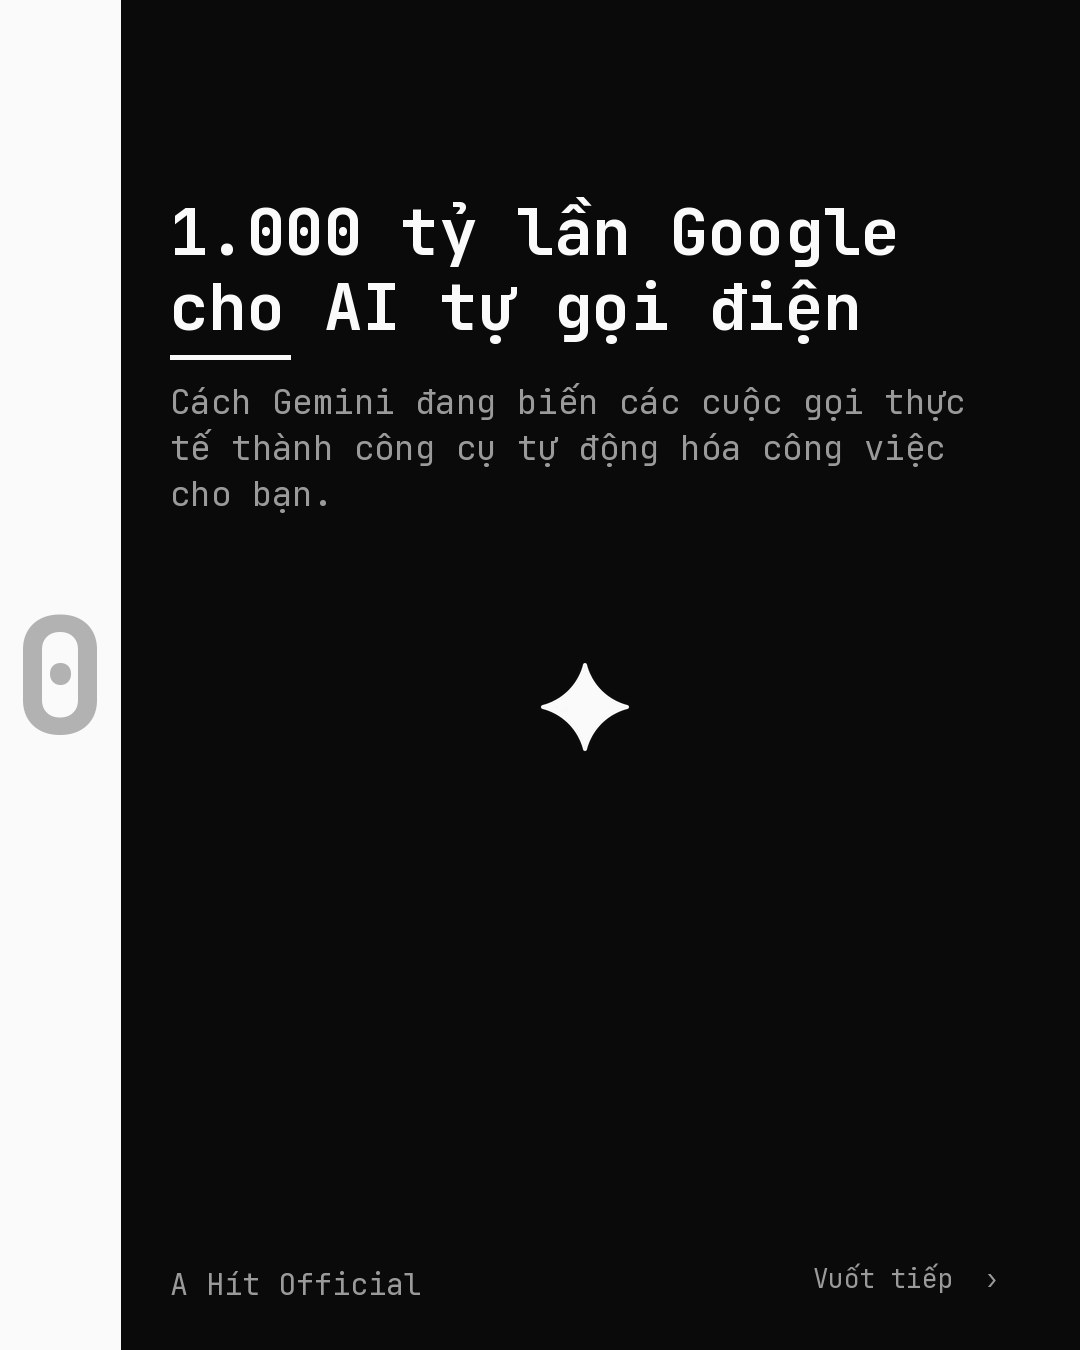 1.000 tỷ lần Google
cho AI tự gọi điện
Cách Gemini đang biến các cuộc gọi thực
tế thành công cụ tự động hóa công việc
cho bạn.
0
A Hít Official
Vuốt tiếp ›